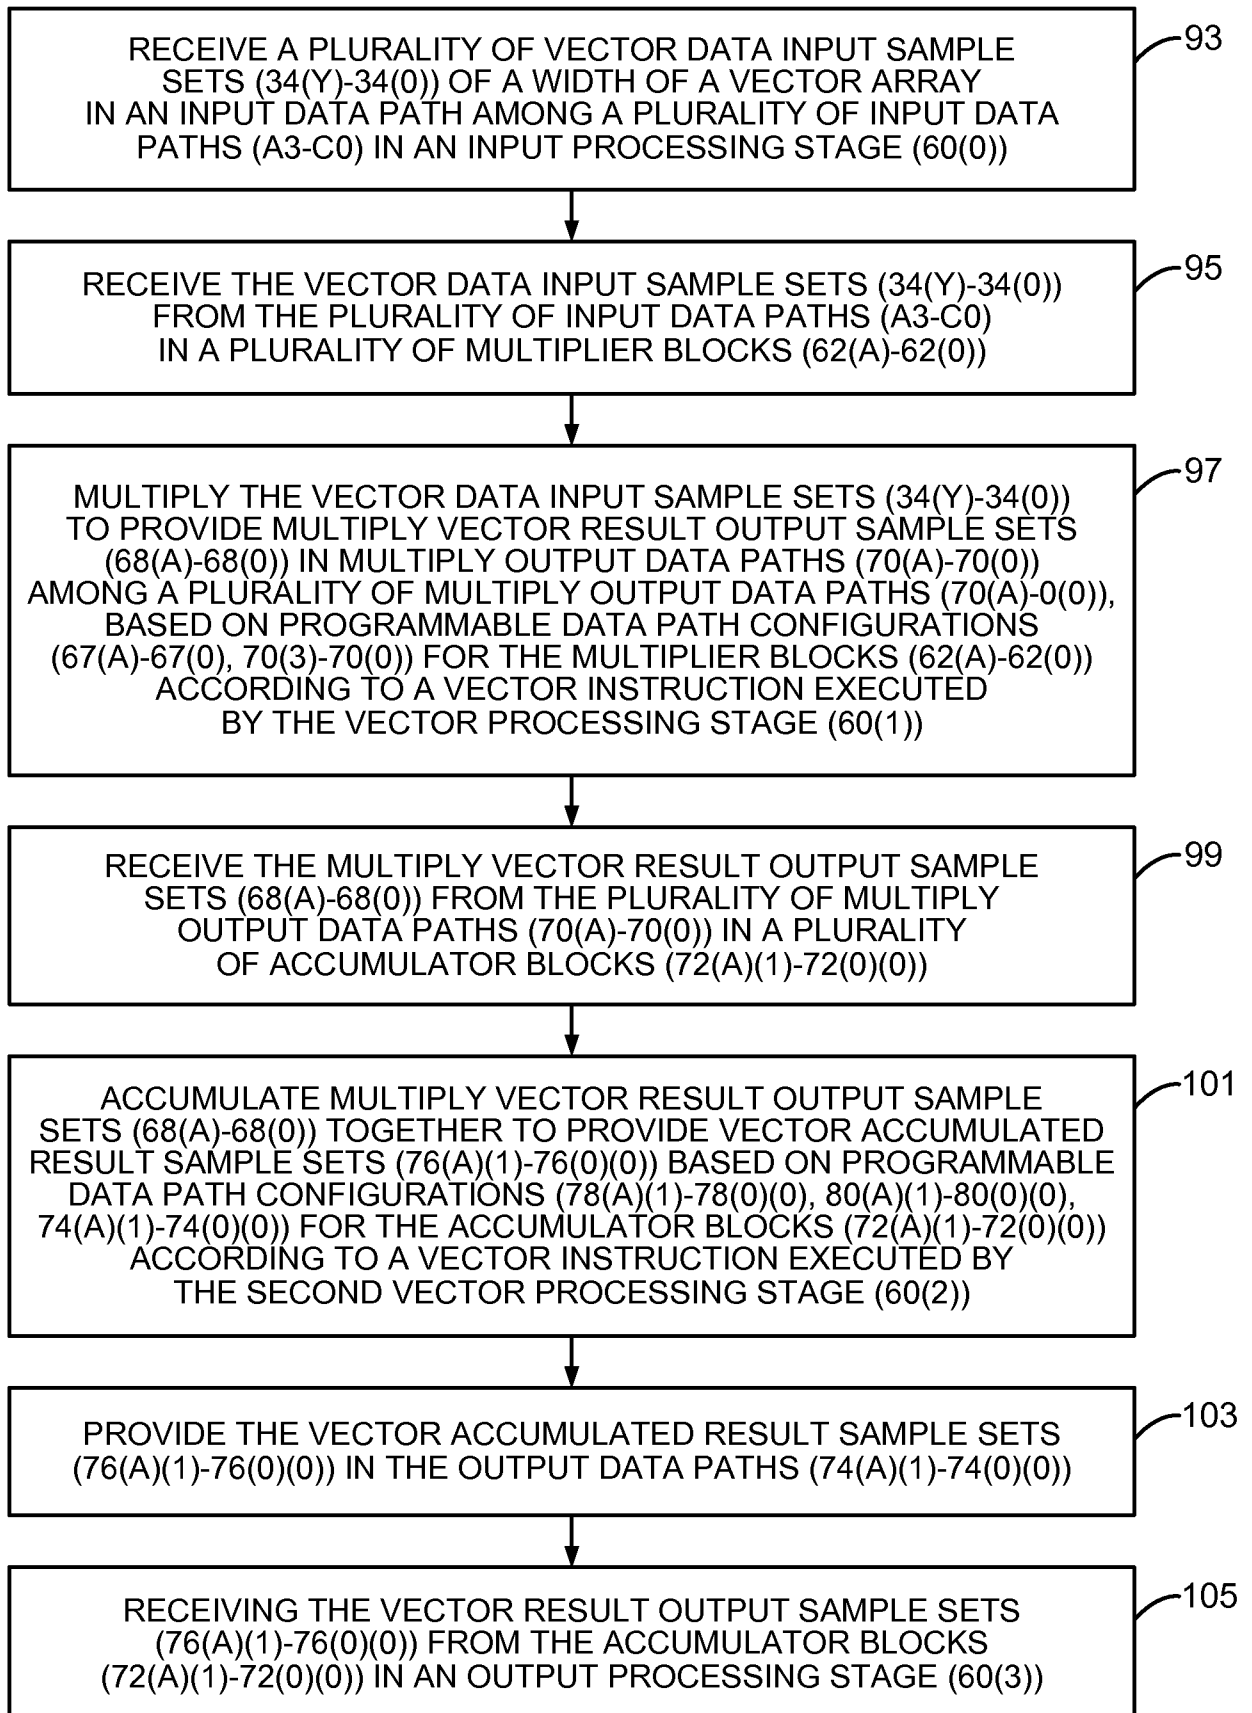 RECEIVE A PLURALITY OF VECTOR DATA INPUT SAMPLE
SETS (34(Y)-34(0)) OF A WIDTH OF A VECTOR ARRAY
IN AN INPUT DATA PATH AMONG A PLURALITY OF INPUT DATA
PATHS (A3-C0) IN AN INPUT PROCESSING STAGE (60(0))
93
RECEIVE THE VECTOR DATA INPUT SAMPLE SETS (34(Y)-34(0))
FROM THE PLURALITY OF INPUT DATA PATHS (A3-C0)
IN A PLURALITY OF MULTIPLIER BLOCKS (62(A)-62(0))
95
MULTIPLY THE VECTOR DATA INPUT SAMPLE SETS (34(Y)-34(0))
TO PROVIDE MULTIPLY VECTOR RESULT OUTPUT SAMPLE SETS
(68(A)-68(0)) IN MULTIPLY OUTPUT DATA PATHS (70(A)-70(0))
AMONG A PLURALITY OF MULTIPLY OUTPUT DATA PATHS (70(A)-0(0)),
BASED ON PROGRAMMABLE DATA PATH CONFIGURATIONS
(67(A)-67(0), 70(3)-70(0)) FOR THE MULTIPLIER BLOCKS (62(A)-62(0))
ACCORDING TO A VECTOR INSTRUCTION EXECUTED
BY THE VECTOR PROCESSING STAGE (60(1))
97
RECEIVE THE MULTIPLY VECTOR RESULT OUTPUT SAMPLE
SETS (68(A)-68(0)) FROM THE PLURALITY OF MULTIPLY
OUTPUT DATA PATHS (70(A)-70(0)) IN A PLURALITY
OF ACCUMULATOR BLOCKS (72(A)(1)-72(0)(0))
99
ACCUMULATE MULTIPLY VECTOR RESULT OUTPUT SAMPLE
SETS (68(A)-68(0)) TOGETHER TO PROVIDE VECTOR ACCUMULATED
RESULT SAMPLE SETS (76(A)(1)-76(0)(0)) BASED ON PROGRAMMABLE
DATA PATH CONFIGURATIONS (78(A)(1)-78(0)(0), 80(A)(1)-80(0)(0),
74(A)(1)-74(0)(0)) FOR THE ACCUMULATOR BLOCKS (72(A)(1)-72(0)(0))
ACCORDING TO A VECTOR INSTRUCTION EXECUTED BY
THE SECOND VECTOR PROCESSING STAGE (60(2))
101
PROVIDE THE VECTOR ACCUMULATED RESULT SAMPLE SETS
(76(A)(1)-76(0)(0)) IN THE OUTPUT DATA PATHS (74(A)(1)-74(0)(0))
103
RECEIVING THE VECTOR RESULT OUTPUT SAMPLE SETS
(76(A)(1)-76(0)(0)) FROM THE ACCUMULATOR BLOCKS
(72(A)(1)-72(0)(0)) IN AN OUTPUT PROCESSING STAGE (60(3))
105